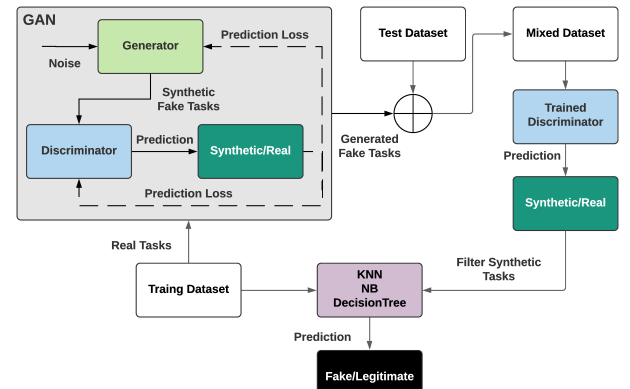 GAN
Generator
Prediction Loss
Noise
Synthetic
Fake Tasks
Discriminator
Prediction
Synthetic/Real
Prediction Loss
Test Dataset
Mixed Dataset
Generated
Fake Tasks
Trained
Discriminator
Prediction
Synthetic/Real
Real Tasks
Traing Dataset
KNN
NB
DecisionTree
Filter Synthetic
Tasks
Prediction
Fake/Legitimate